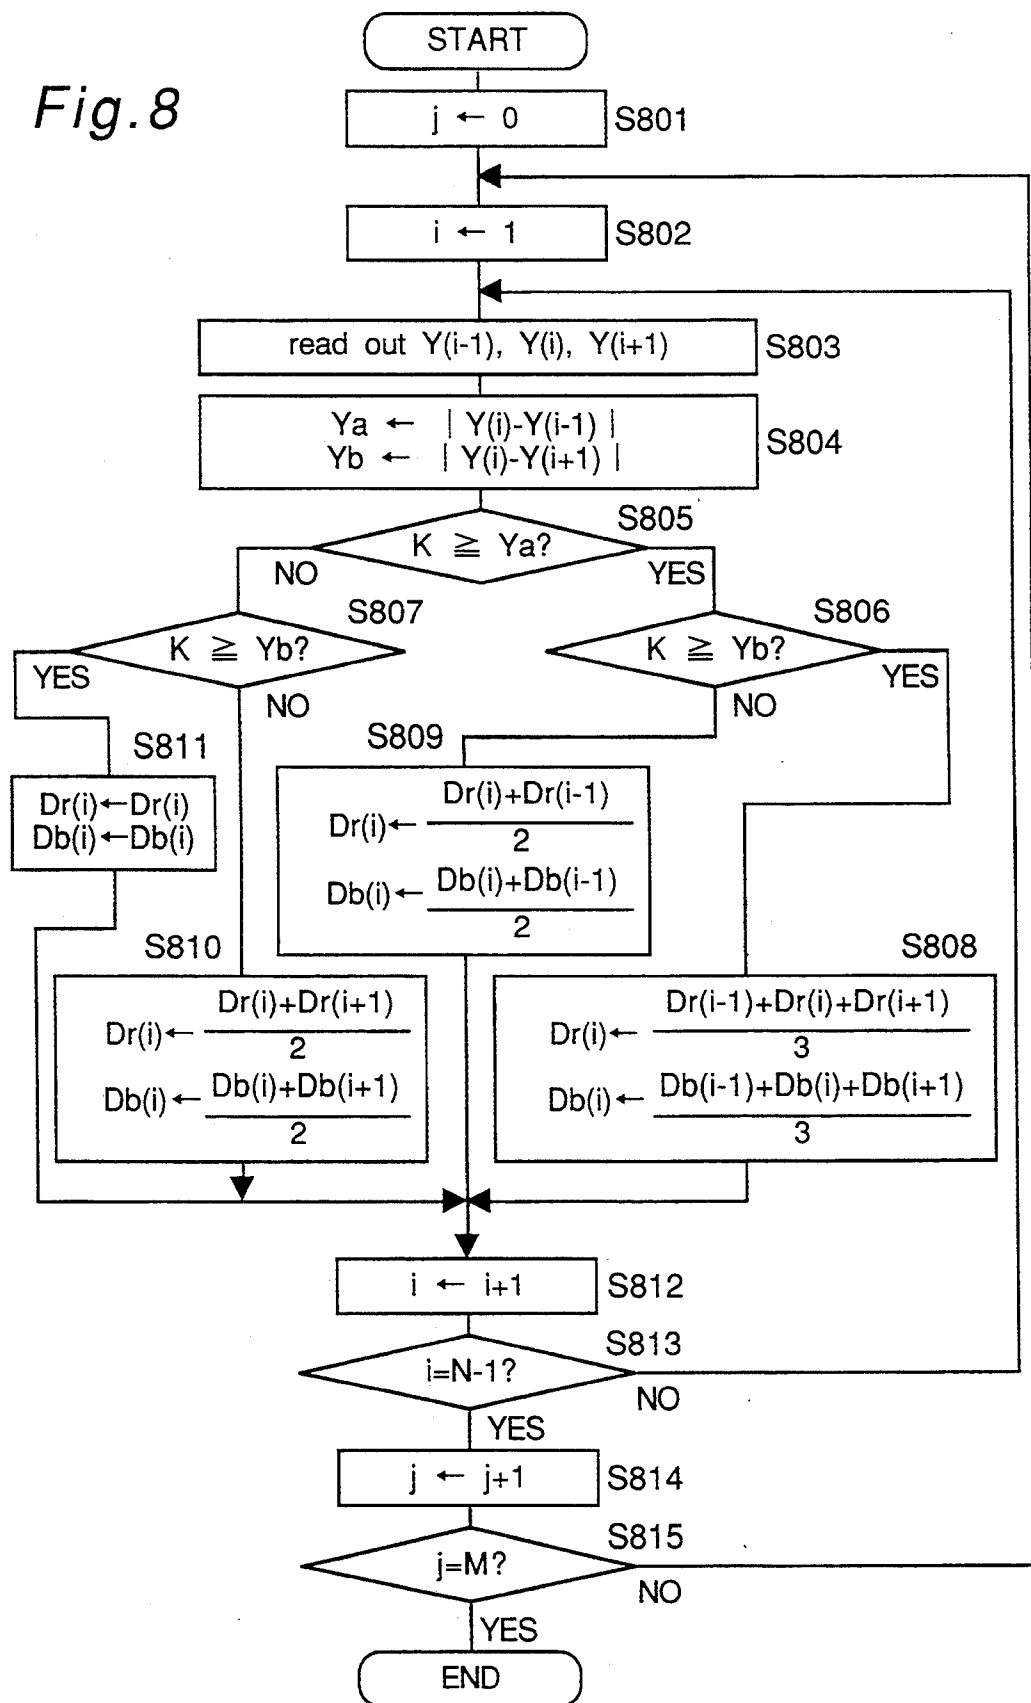 START
Fig.8
j ← 0
S801
i ← 1
S802
read out Y(i-1), Y(i), Y(i+1)
S803
Ya ← | Y(i)-Y(i-1) |
Yb ← | Y(i)-Y(i+1) |
S804
S805
K ≧ Ya?
NO
YES
S807
S806
K ≧ Yb?
K ≧ Yb?
YES
YES
NO
NO
S809
S811
Dr(i)←Dr(i)
Db(i)←Db(i)
Dr(i)← Dr(i)+Dr(i-1)
2
Db(i)← Db(i)+Db(i-1)
2
S810
S808
Dr(i)← Dr(i)+Dr(i+1)
2
Db(i)← Db(i)+Db(i+1)
2
Dr(i)← Dr(i-1)+Dr(i)+Dr(i+1)
3
Db(i)← Db(i-1)+Db(i)+Db(i+1)
3
i ← i+1
S812
S813
i=N-1?
NO
YES
j ← j+1
S814
S815
j=M?
NO
YES
END